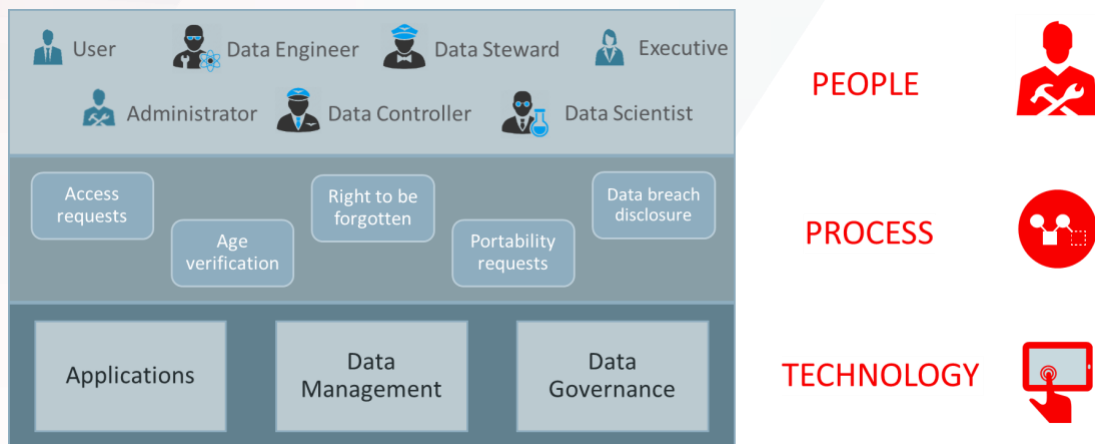 User
Data Engineer
Data Steward
Executive
Administrator
Data Controller
Data Scientist
PEOPLE
Access
requests
Age
verification
Right to be
forgotten
Portability
requests
Data breach
disclosure
PROCESS
Applications
Data
Management
Data
Governance
TECHNOLOGY